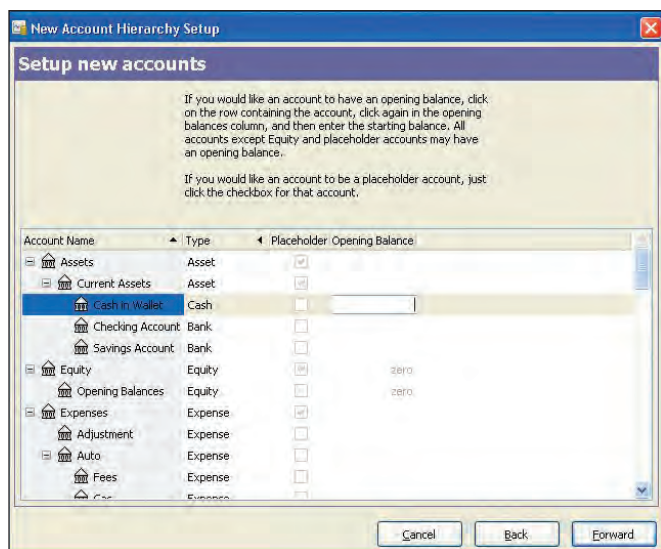 New Account Hierarchy Setup
Setup new accounts
If you would like an account to have an opening balance, click
on the row containing the account, click again in the opening
balances column, and then enter the starting balance. All
accounts except Equity and placeholder accounts may have
an opening balance.
If you would like an account to be a placeholder account, just
click the checkbox for that account.
Account Name Type Placeholder Opening Balance
Assets Asset
Current Assets Asset
Cash in Wallet Cash
Checking Account Bank
Savings Account Bank
Equity Equity zero
Opening Balances Equity zero
Expenses Expense
Adjustment Expense
Auto Expense
Fees Expense
Gas Expense
Cancel Back Forward